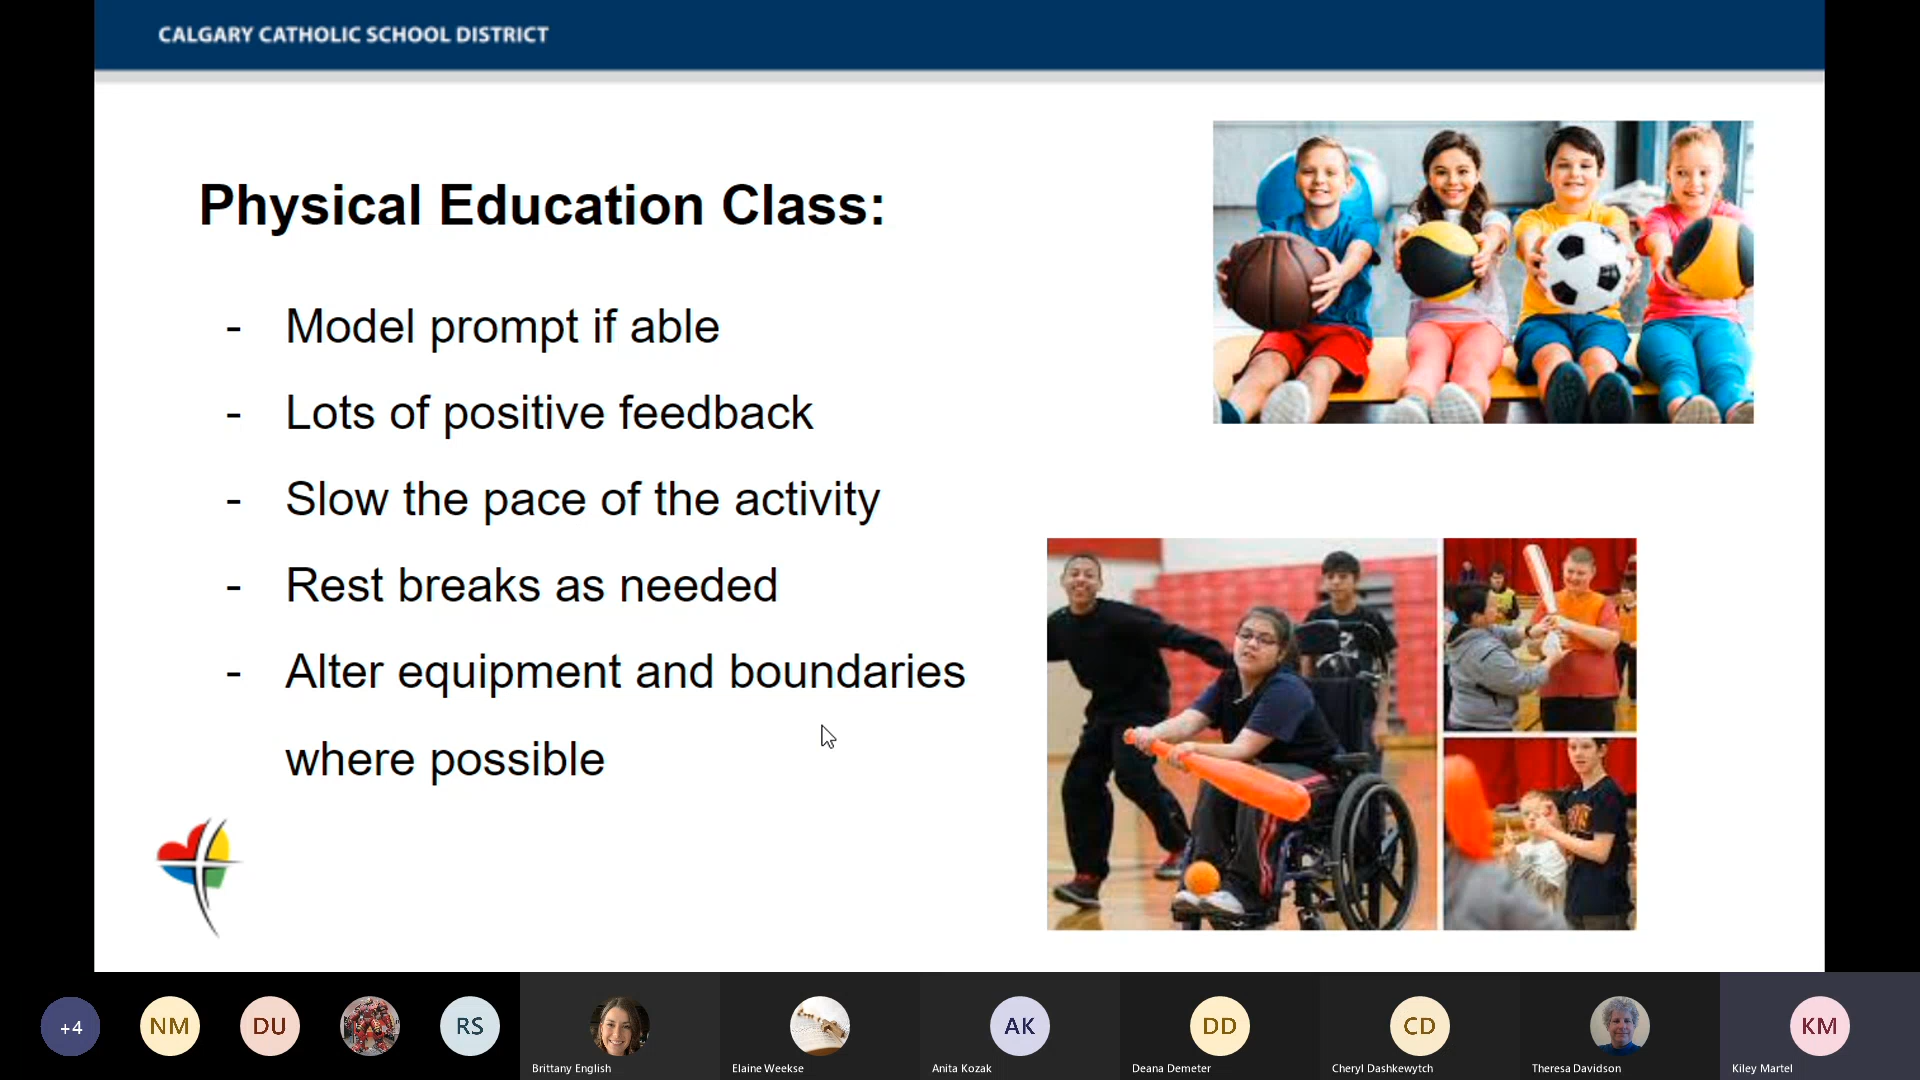 CALGARY CATHOLIC SCHOOL DISTRICT
Physical Education Class:
- Model prompt if able
- Lots of positive feedback
- Slow the pace of the activity
- Rest breaks as needed
- Alter equipment and boundaries
where possible
+4
NM
DU
RS
AK
DD
CD
KM
Brittany English
Elaine Weekse
Anita Kozak
Deana Demeter
Cheryl Dashkewytch
Theresa Davidson
Kiley Martel